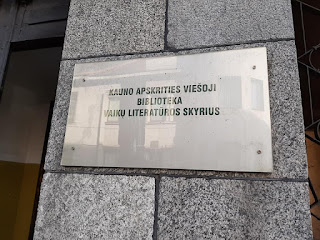 KAUNO APSKRITIES VIEŠOJI
BIBLIOTEKA
VAIKŲ LITERATŪROS SKYRIUS